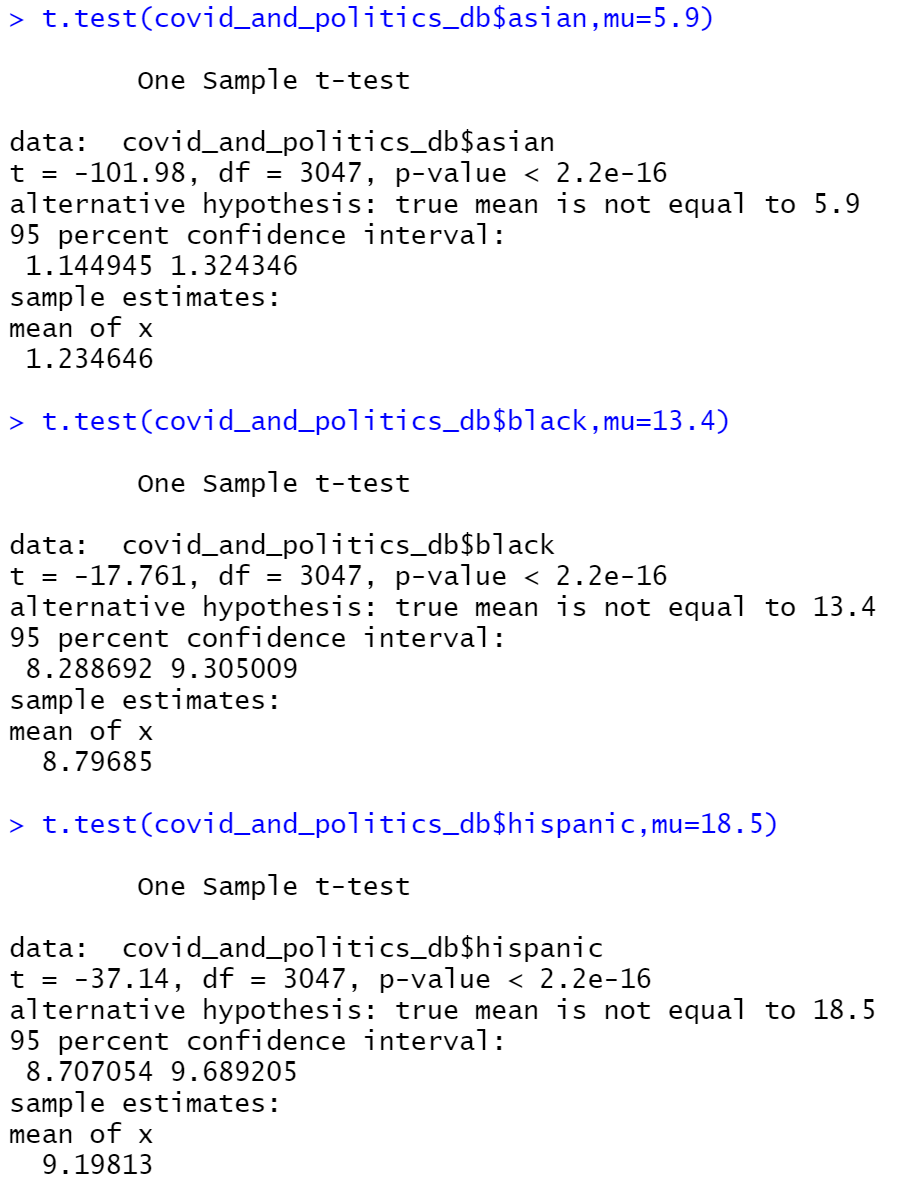 > t.test(covid_and_politics_db$asian,mu=5.9)
One Sample t-test
data:  covid_and_politics_db$asian
t = -101.98, df = 3047, p-value < 2.2e-16
alternative hypothesis: true mean is not equal to 5.9
95 percent confidence interval:
1.144945 1.324346
sample estimates:
mean of x
1.234646
> t.test(covid_and_politics_db$black,mu=13.4)
One Sample t-test
data:  covid_and_politics_db$black
t = -17.761, df = 3047, p-value < 2.2e-16
alternative hypothesis: true mean is not equal to 13.4
95 percent confidence interval:
8.288692 9.305009
sample estimates:
mean of x
8.79685
> t.test(covid_and_politics_db$hispanic,mu=18.5)
One Sample t-test
data:  covid_and_politics_db$hispanic
t = -37.14, df = 3047, p-value < 2.2e-16
alternative hypothesis: true mean is not equal to 18.5
95 percent confidence interval:
8.707054 9.689205
sample estimates:
mean of x
9.19813